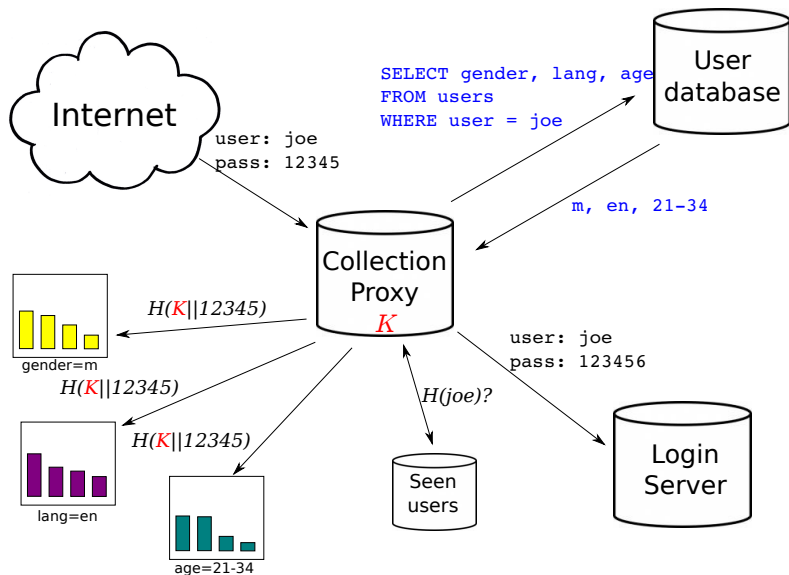 User
database
SELECT gender, lang, age
FROM users
WHERE user = joe
Internet
user: joe
pass: 12345
m, en, 21-34
Collection
Proxy
K
H(K||12345)
gender=m
H(K||12345)
lang=en
H(K||12345)
age=21-34
H(joe)?
Seen
users
user: joe
pass: 123456
Login
Server